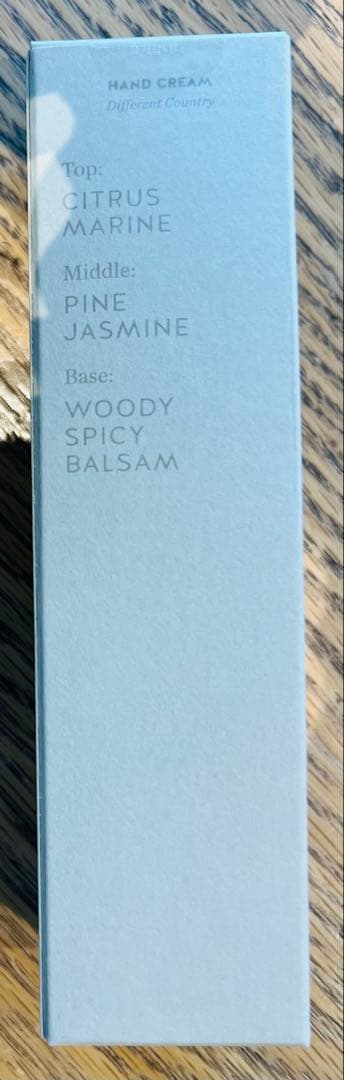 HAND CREAM
Different Country
Top:
CITRUS
MARINE
Middle:
PINE
JASMINE
Base:
WOODY
SPICY
BALSAM